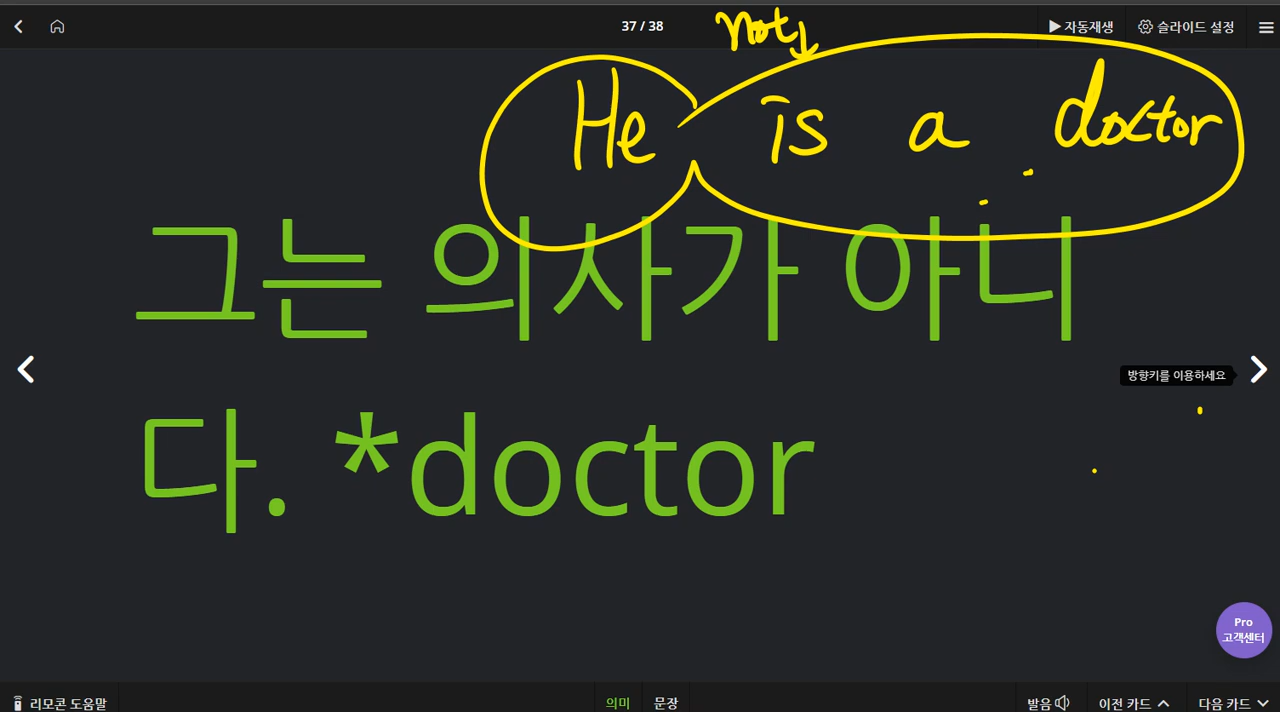 37 / 38
자동재생
슬라이드 설정
not
He is a doctor
그는 의사가 아니
다. *doctor
방향키를 이용하세요
Pro
고객센터
리모콘 도움말
의미
문장
발음
이전 카드
다음 카드